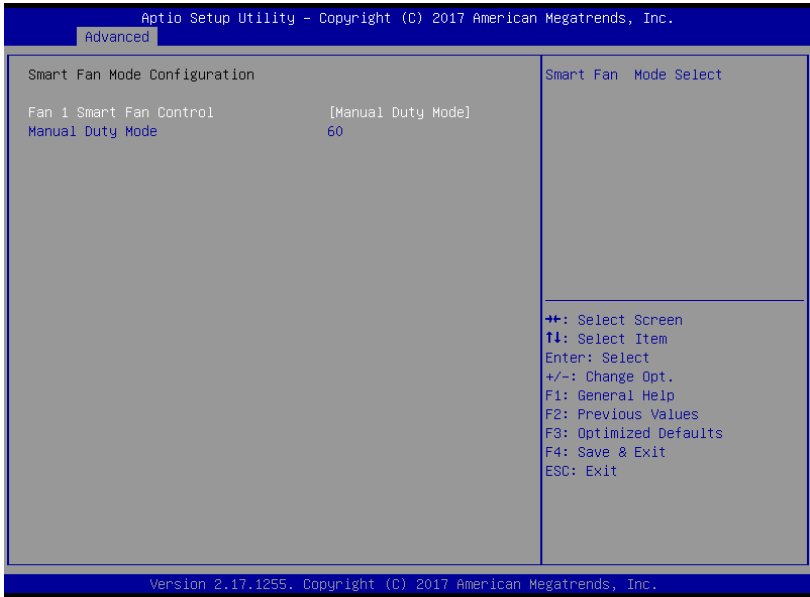 Aptio Setup Utility – Copyright (C) 2017 American Megatrends, Inc.
Advanced
Smart Fan Mode Configuration
Fan 1 Smart Fan Control [Manual Duty Mode]
Manual Duty Mode 60
Smart Fan Mode Select
→←: Select Screen
↑↓: Select Item
Enter: Select
+/-: Change Opt.
F1: General Help
F2: Previous Values
F3: Optimized Defaults
F4: Save & Exit
ESC: Exit
Version 2.17.1255. Copyright (C) 2017 American Megatrends, Inc.